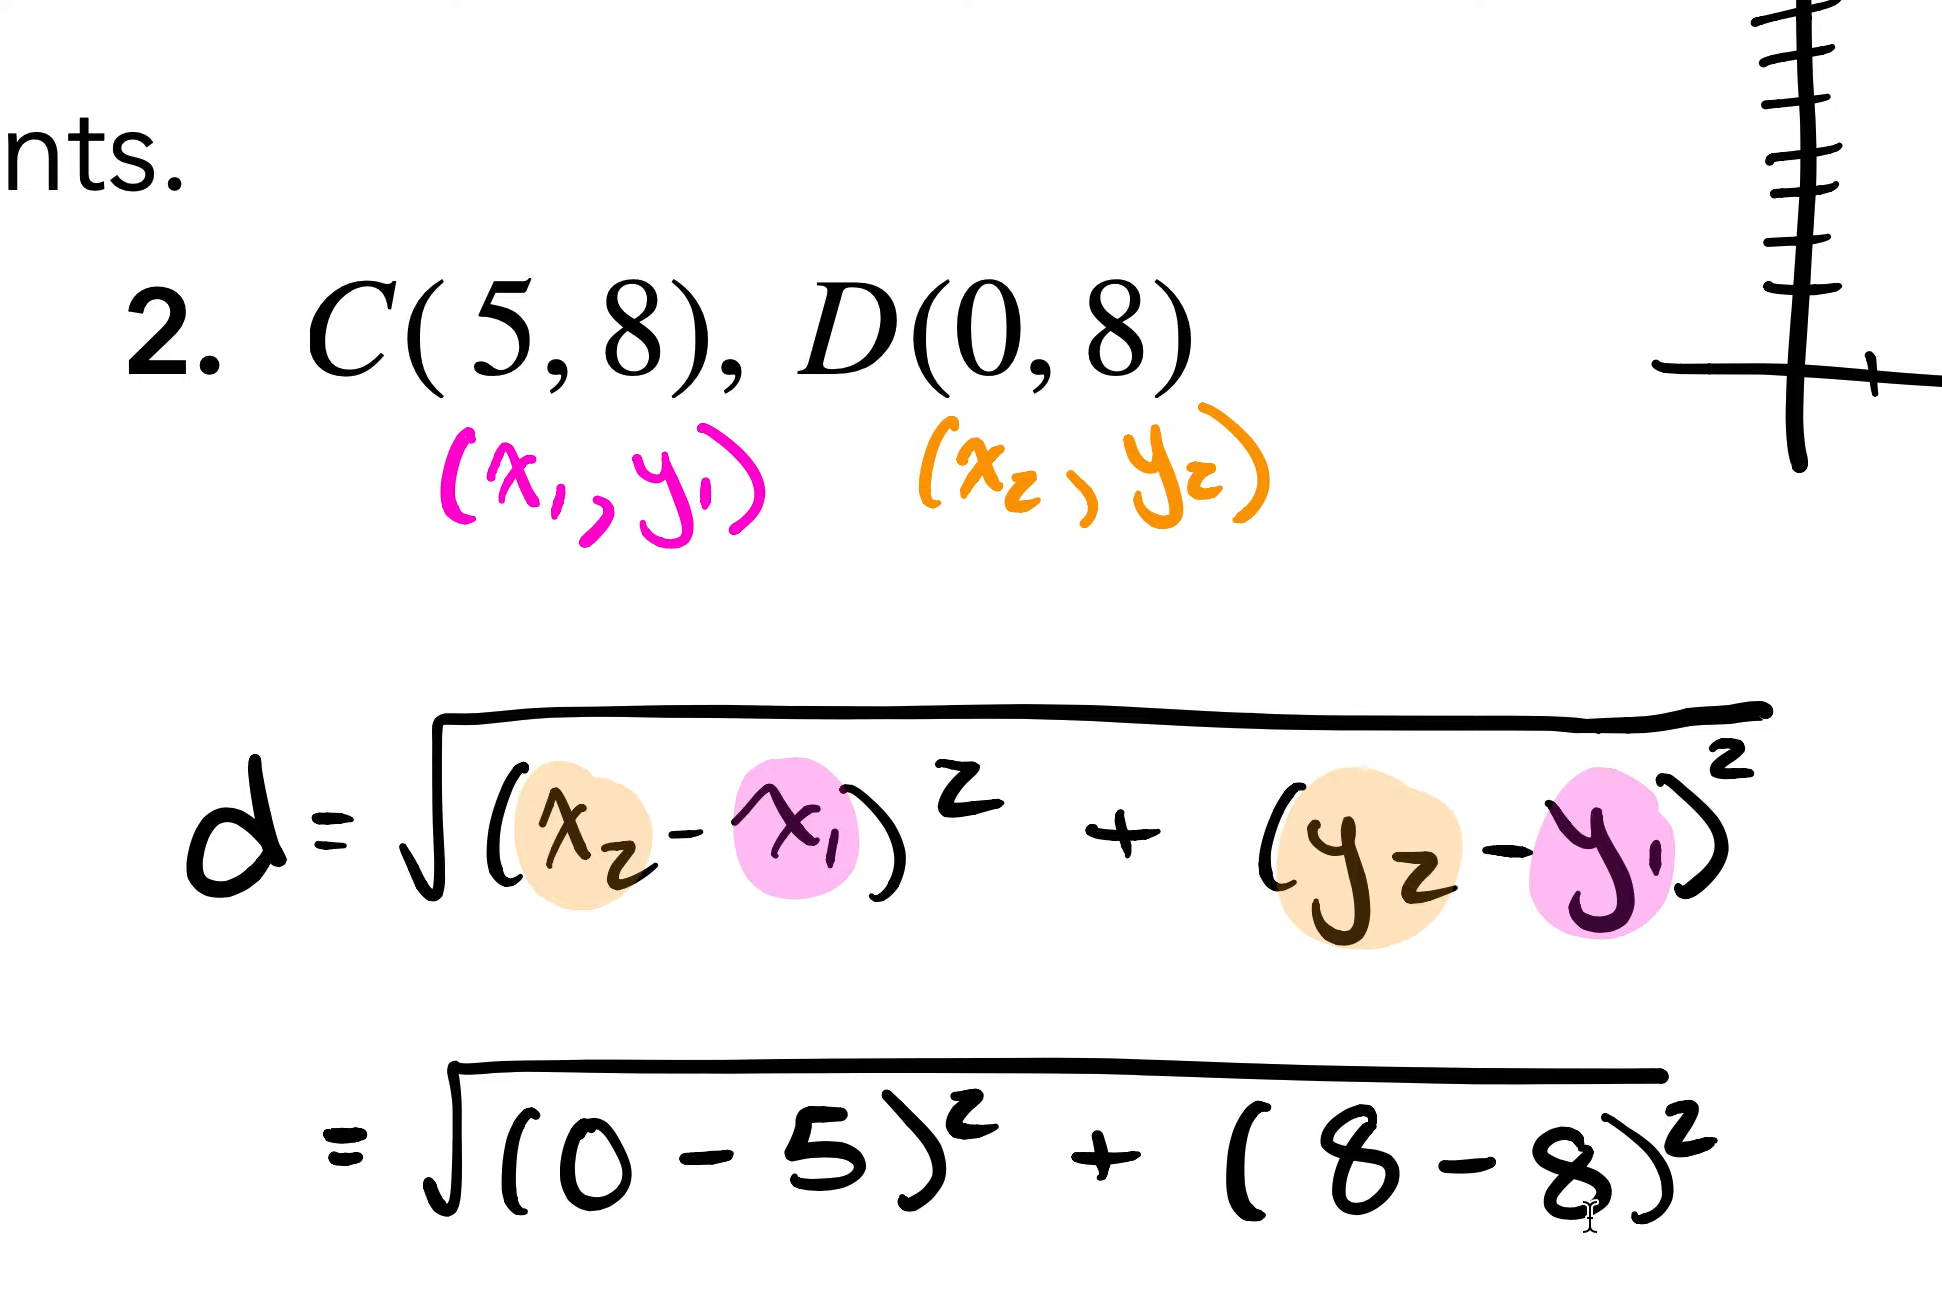 nts.
2. C(5, 8), D(0, 8)
(x₁, y₁) (x₂, y₂)
d = √(x₂ - x₁)² + (y₂ - y₁)²
= √(0 - 5)² + (8 - 8)²